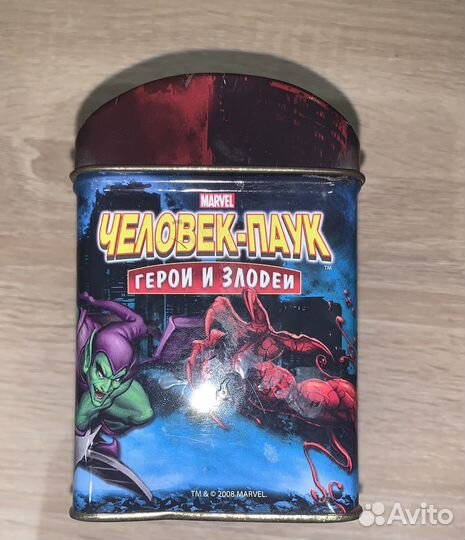 MARVEL
ЧЕЛОВЕК-ПАУК
TM
ГЕРОИ И ЗЛОДЕИ
TM & © 2008 MARVEL.
Avito